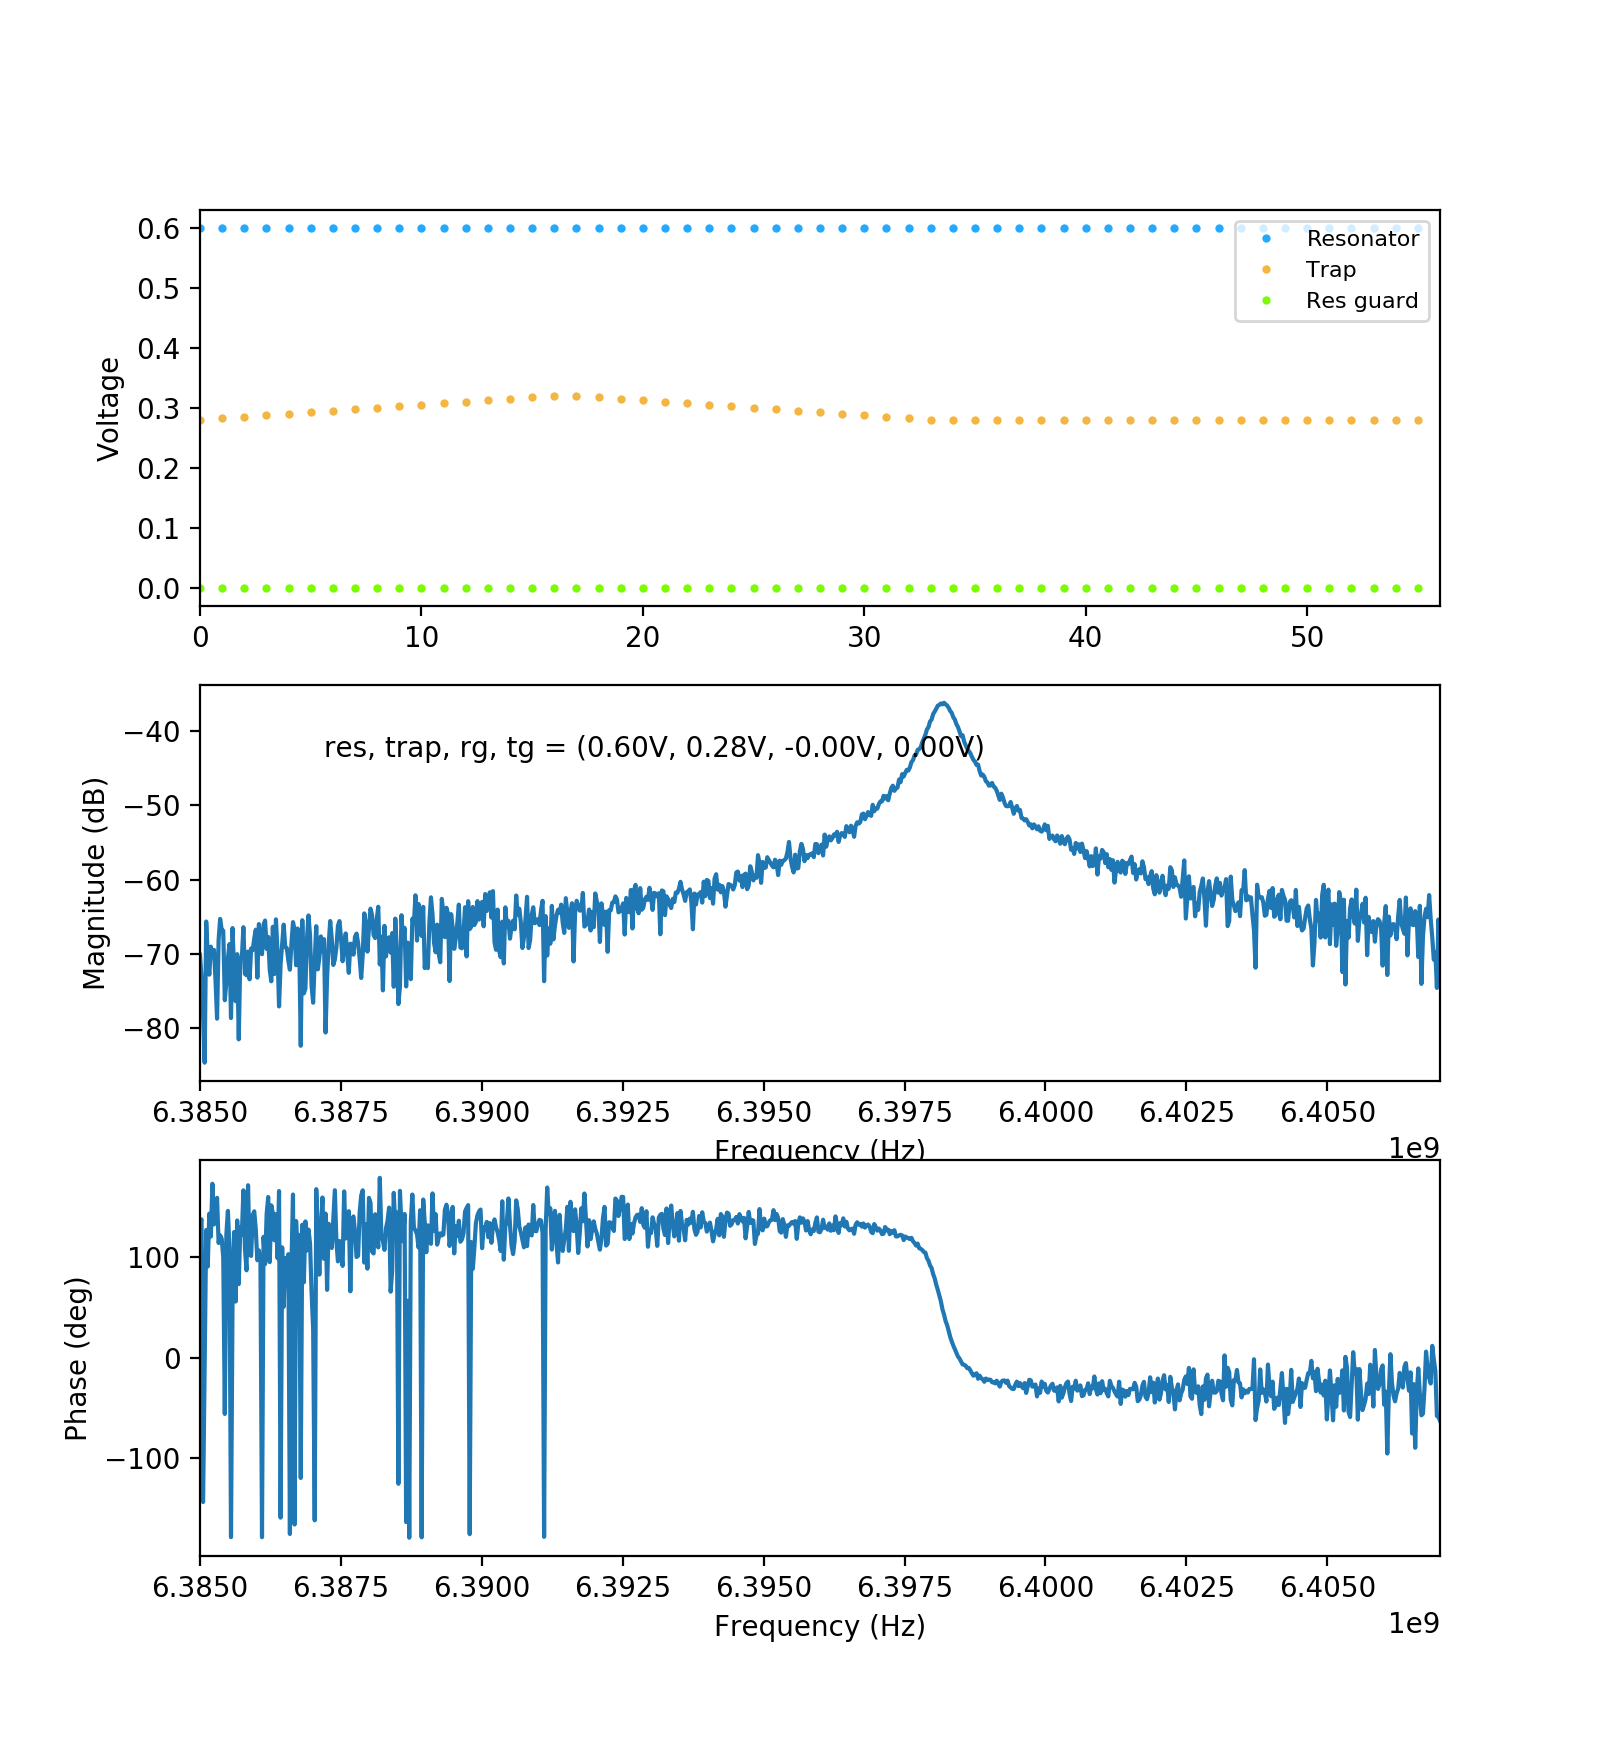 0.6
0.5
0.4
0.3
0.2
0.1
0.0
Voltage
Resonator
Trap
Res guard
0 10 20 30 40 50
−40
−50
−60
−70
−80
Magnitude (dB)
res, trap, rg, tg = (0.60V, 0.28V, -0.00V, 0.00V)
6.3850 6.3875 6.3900 6.3925 6.3950 6.3975 6.4000 6.4025 6.4050
Frequency (Hz)
1e9
100
0
−100
Phase (deg)
6.3850 6.3875 6.3900 6.3925 6.3950 6.3975 6.4000 6.4025 6.4050
Frequency (Hz)
1e9